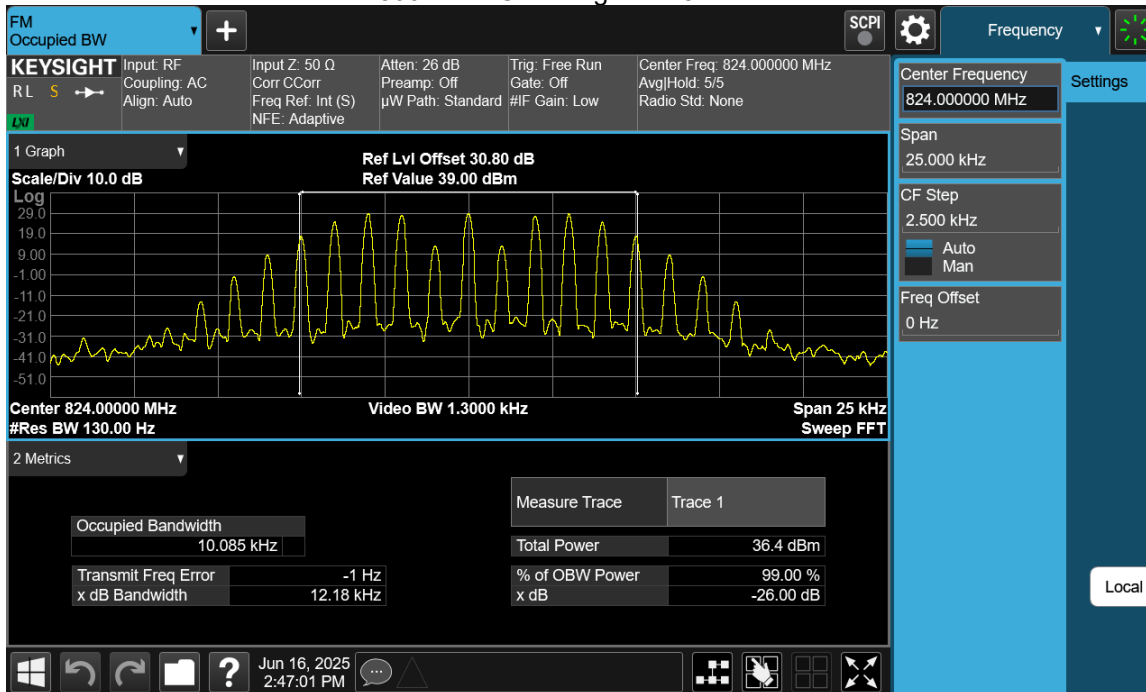 FM
Occupied BW
SCPI
Frequency
KEYSIGHT
R L S
LXI
Input: RF
Coupling: AC
Align: Auto
Input Z: 50 Ω
Corr CCorr
Freq Ref: Int (S)
NFE: Adaptive
Atten: 26 dB
Preamp: Off
µW Path: Standard
Trig: Free Run
Gate: Off
#IF Gain: Low
Center Freq: 824.000000 MHz
Avg|Hold: 5/5
Radio Std: None
Center Frequency
824.000000 MHz
Settings
Span
25.000 kHz
CF Step
2.500 kHz
Auto
Man
Freq Offset
0 Hz
Local
1 Graph
Scale/Div 10.0 dB
Ref Lvl Offset 30.80 dB
Ref Value 39.00 dBm
Log
29.0
19.0
9.00
-1.00
-11.0
-21.0
-31.0
-41.0
-51.0
Center 824.00000 MHz
#Res BW 130.00 Hz
Video BW 1.3000 kHz
Span 25 kHz
Sweep FFT
2 Metrics
Measure Trace Trace 1
Occupied Bandwidth
10.085 kHz
Total Power 36.4 dBm
Transmit Freq Error -1 Hz
% of OBW Power 99.00 %
x dB Bandwidth 12.18 kHz
x dB -26.00 dB
?
Jun 16, 2025
2:47:01 PM